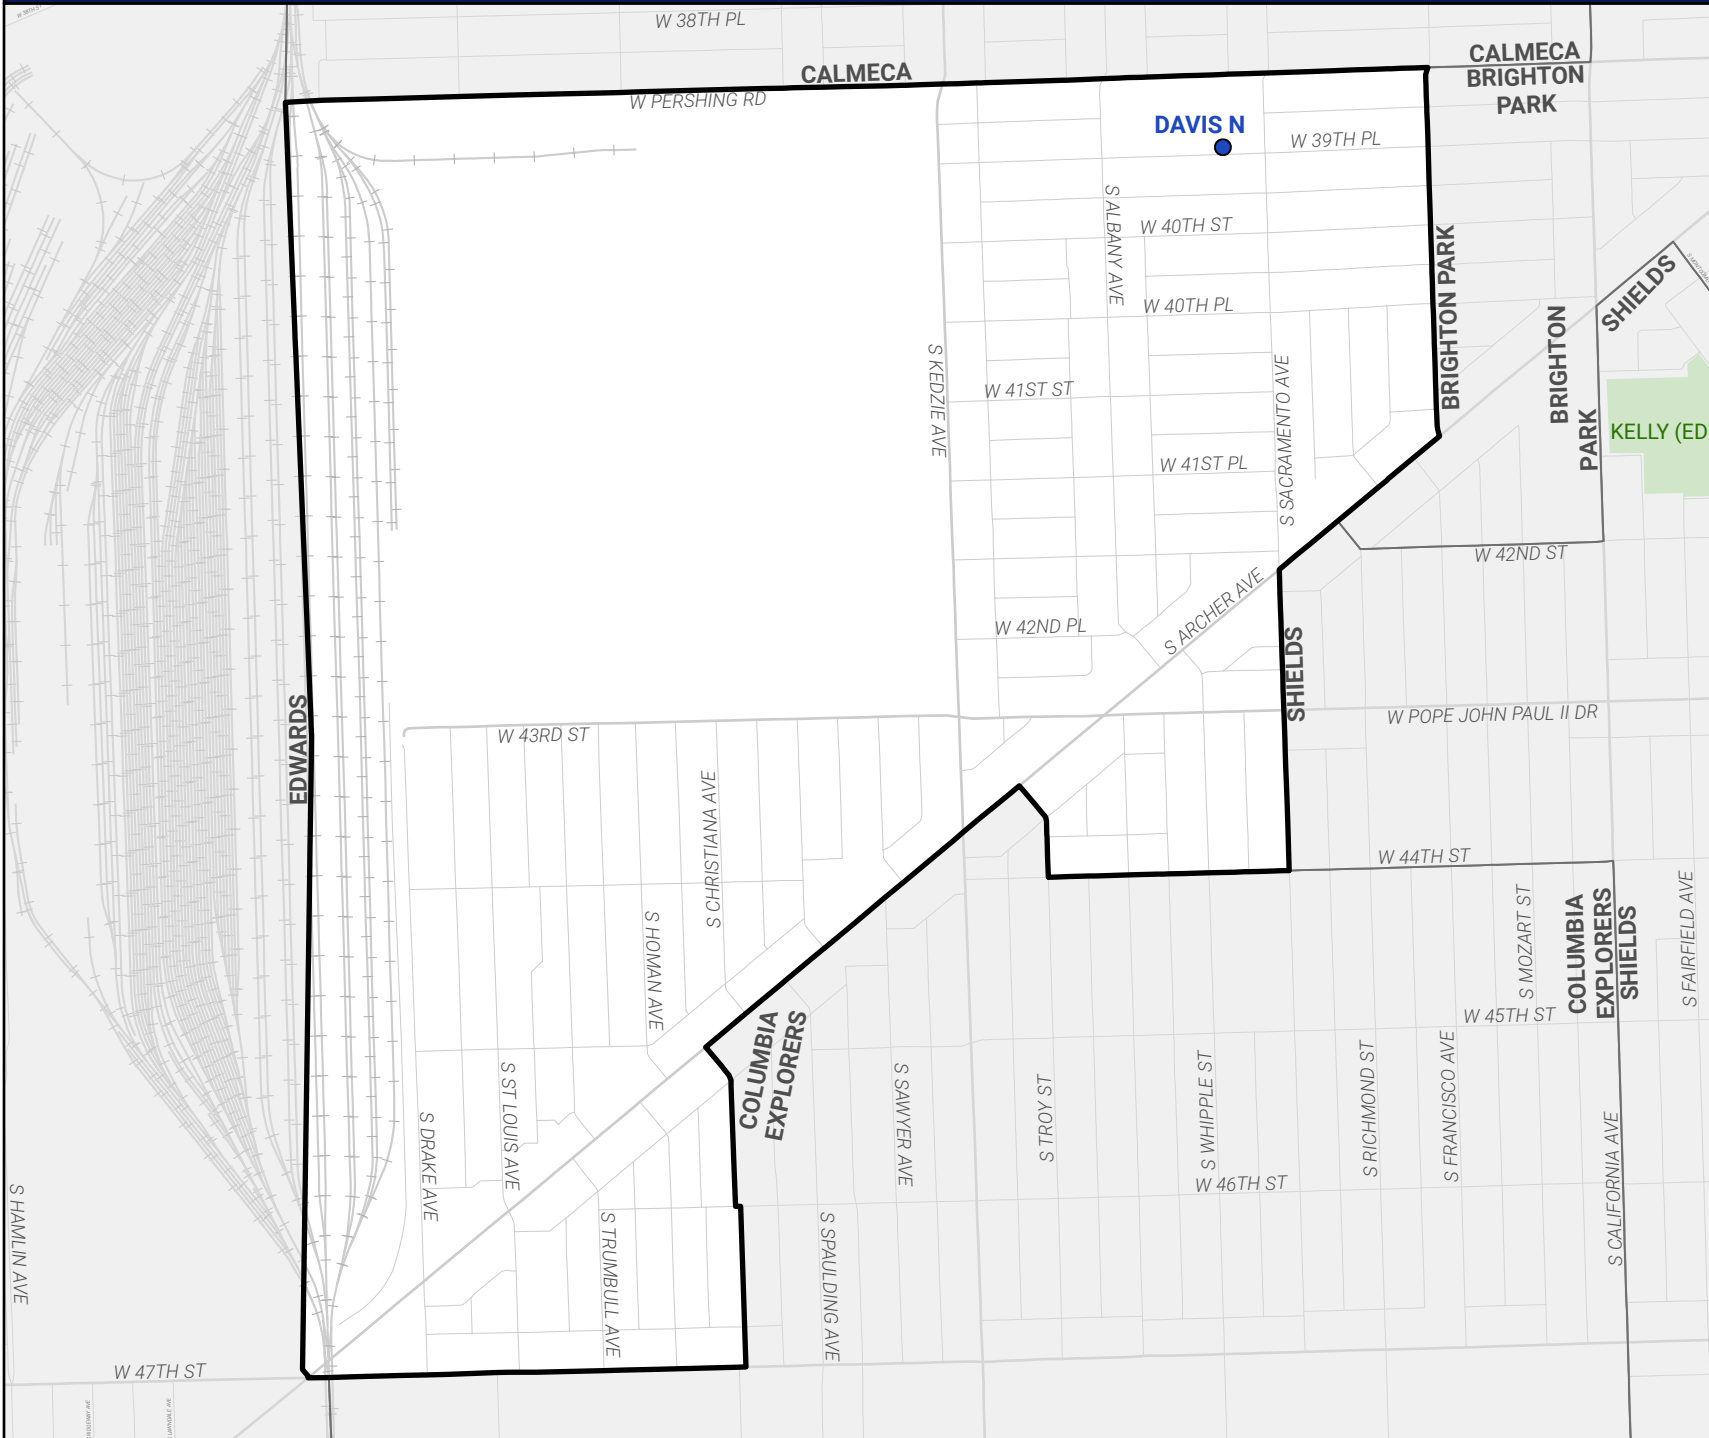 W 38TH ST
W 38TH PL
CALMECA
CALMECA
BRIGHTON
PARK
W PERSHING RD
DAVIS N
W 39TH PL
S ALBANY AVE
W 40TH ST
BRIGHTON PARK
SHIELDS
W 40TH PL
BRIGHTON
PARK
S KEDZIE AVE
S SACRAMENTO AVE
W 41ST ST
KELLY (ED
W 41ST PL
W 42ND ST
S ARCHER AVE
W 42ND PL
SHIELDS
EDWARDS
W 43RD ST
W POPE JOHN PAUL II DR
S CHRISTIANA AVE
W 44TH ST
S HOMAN AVE
S MOZART ST
COLUMBIA
EXPLORERS
SHIELDS
S FAIRFIELD AVE
COLUMBIA
EXPLORERS
W 45TH ST
S ST LOUIS AVE
S DRAKE AVE
S SAWYER AVE
S TROY ST
S WHIPPLE ST
S RICHMOND ST
S FRANCISCO AVE
S CALIFORNIA AVE
W 46TH ST
S HAMLIN AVE
S TRUMBULL AVE
S SPAULDING AVE
W 47TH ST